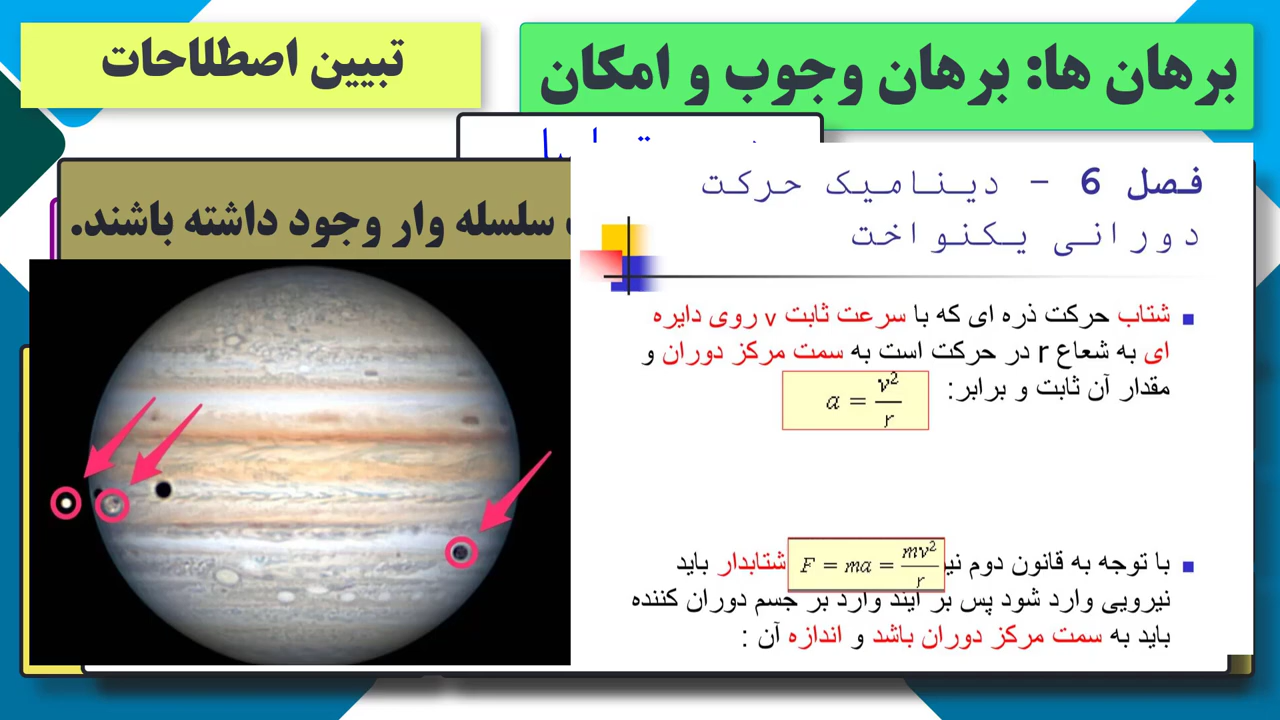 برهان ها: برهان وجوب و امکان
تبیین اصطلاحات
سلسله وار وجود داشته باشند.
فصل 6 – دینامیک حرکت
دورانی یکنواخت
شتاب حرکت ذره ای که با سرعت ثابت v روی دایره
ای به شعاع r در حرکت است به سمت مرکز دوران و
مقدار آن ثابت و برابر:
a = v²/r
با توجه به قانون دوم نیو شتابدار باید
F = ma = mv²/r
نیرویی وارد شود پس بر آیند وارد بر جسم دوران کننده
باید به سمت مرکز دوران باشد و اندازه آن :